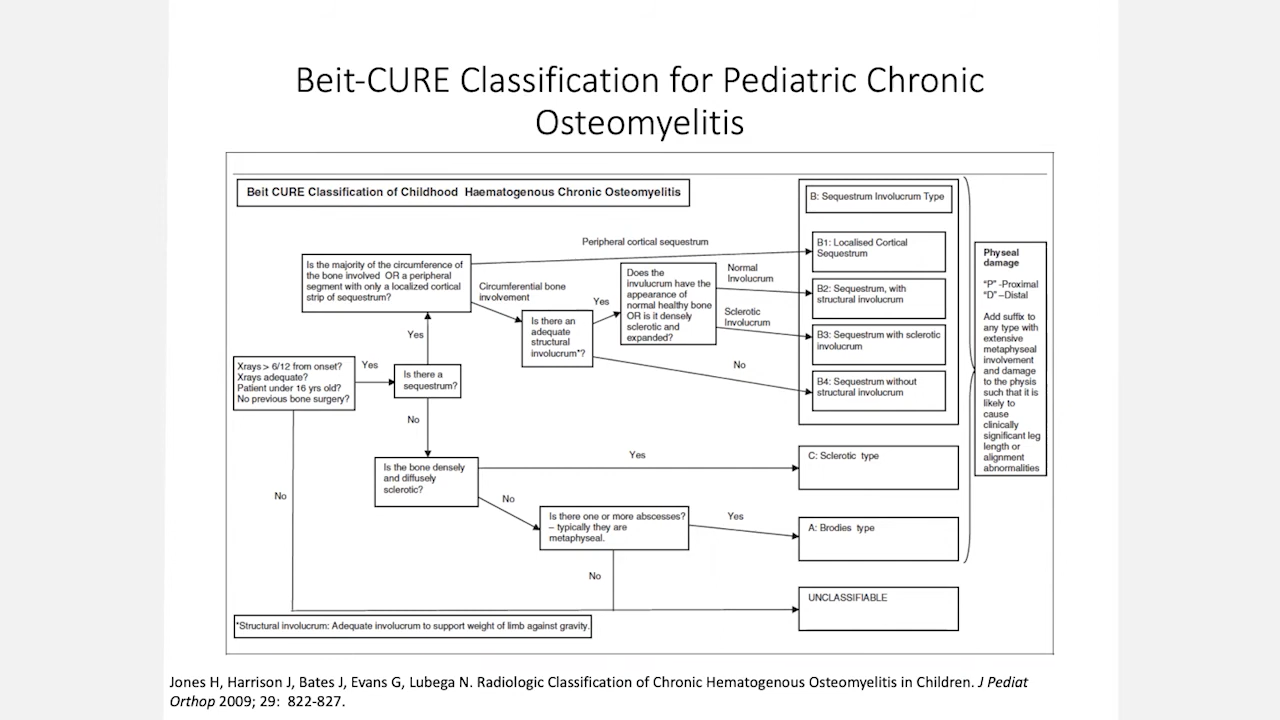 Beit-CURE Classification for Pediatric Chronic
Osteomyelitis
Beit CURE Classification of Childhood Haematogenous Chronic Osteomyelitis
B: Sequestrum Involucrum Type
Peripheral cortical sequestrum
B1: Localised Cortical
Sequestrum
Is the majority of the circumference of
the bone involved OR a peripheral
segment with only a localized cortical
strip of sequestrum?
Circumferential bone
involvement
Does the
invulucrum have the
appearance of
normal healthy bone
OR is it densely
sclerotic and
expanded?
Normal
Involucrum
B2: Sequestrum, with
structural involucrum
Yes
Is there an
adequate
structural
involucrum*?
Sclerotic
Involucrum
B3: Sequestrum with sclerotic
involucrum
No
B4: Sequestrum without
structural involucrum
Physeal
damage
"P" -Proximal
"D" –Distal
Add suffix to
any type with
extensive
metaphyseal
involvement
and damage
to the physis
such that it is
likely to
cause
clinically
significant leg
length or
alignment
abnormalities
Yes
Xrays > 6/12 from onset?
Xrays adequate?
Patient under 16 yrs old?
No previous bone surgery?
Yes
Is there a
sequestrum?
No
Is the bone densely
and diffusely
sclerotic?
Yes
C: Sclerotic type
No
No
Is there one or more abscesses?
– typically they are
metaphyseal.
Yes
A: Brodies type
No
UNCLASSIFIABLE
*Structural involucrum: Adequate involucrum to support weight of limb against gravity.
Jones H, Harrison J, Bates J, Evans G, Lubega N. Radiologic Classification of Chronic Hematogenous Osteomyelitis in Children. J Pediat
Orthop 2009; 29: 822-827.